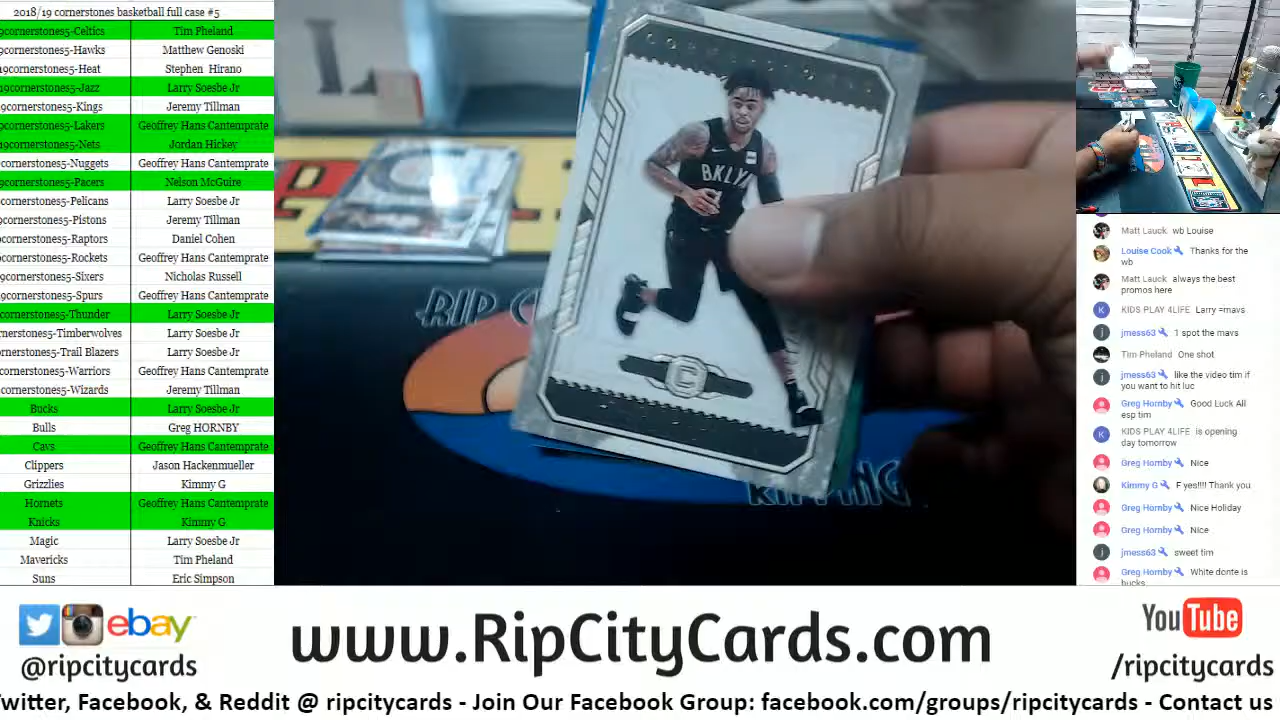 2018/19 cornerstones basketball full case #5
9cornerstones5-Celtics Tim Pheland
9cornerstones5-Hawks Matthew Genoski
9cornerstones5-Heat Stephen Hirano
9cornerstones5-Jazz Larry Soesbe Jr
9cornerstones5-Kings Jeremy Tillman
9cornerstones5-Lakers Geoffrey Hans Cantemprate
9cornerstones5-Nets Jordan Hickey
cornerstones5-Nuggets Geoffrey Hans Cantemprate
9cornerstones5-Pacers Nelson McGuire
cornerstones5-Pelicans Larry Soesbe Jr
9cornerstones5-Pistons Jeremy Tillman
cornerstones5-Raptors Daniel Cohen
cornerstones5-Rockets Geoffrey Hans Cantemprate
9cornerstones5-Sixers Nicholas Russell
9cornerstones5-Spurs Geoffrey Hans Cantemprate
cornerstones5-Thunder Larry Soesbe Jr
rnerstones5-Timberwolves Larry Soesbe Jr
ornerstones5-Trail Blazers Larry Soesbe Jr
cornerstones5-Warriors Geoffrey Hans Cantemprate
cornerstones5-Wizards Jeremy Tillman
Bucks Larry Soesbe Jr
Bulls Greg HORNBY
Cavs Geoffrey Hans Cantemprate
Clippers Jason Hackenmueller
Grizzlies Kimmy G
Hornets Geoffrey Hans Cantemprate
Knicks Kimmy G
Magic Larry Soesbe Jr
Mavericks Tim Pheland
Suns Eric Simpson
BKLY
RIP C
RIPPING
Matt Lauck wb Louise
Louise Cook Thanks for the
wb
Matt Lauck always the best
promos here
KIDS PLAY 4LIFE Larry =mavs
jmess63 1 spot the mavs
Tim Pheland One shot
jmess63 like the video tim if
you want to hit luc
Greg Hornby Good Luck All
esp tim
KIDS PLAY 4LIFE is opening
day tomorrow
Greg Hornby Nice
Kimmy G F yes!!!! Thank you
Greg Hornby Nice Holiday
Greg Hornby Nice
jmess63 sweet tim
Greg Hornby White donte is
bucks
ebay
@ripcitycards
www.RipCityCards.com
YouTube
/ripcitycards
Twitter, Facebook, & Reddit @ ripcitycards - Join Our Facebook Group: facebook.com/groups/ripcitycards - Contact us